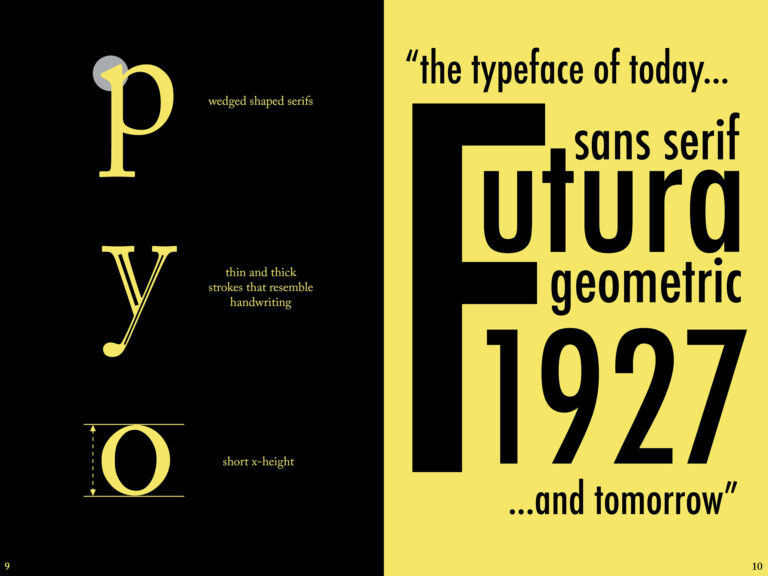 p
wedged shaped serifs
y
thin and thick
strokes that resemble
handwriting
o
short x-height
9
“the typeface of today...
sans serif
Futura
geometric
1927
...and tomorrow”
10